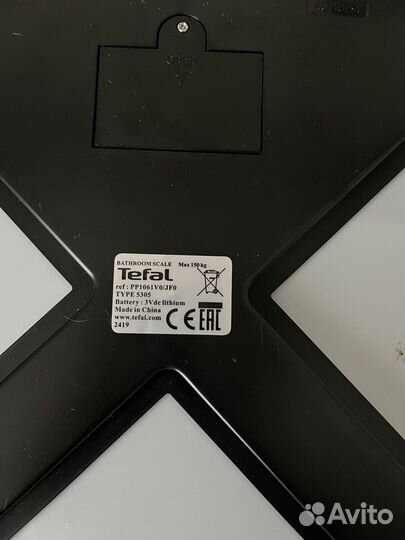 OPEN
BATHROOM SCALE Max 150 kg
Tefal
ref : PP1061V0/JF0
TYPE 5305
Battery : 3Vdc lithium
Made in China
www.tefal.com
2419
CE EAC
Avito